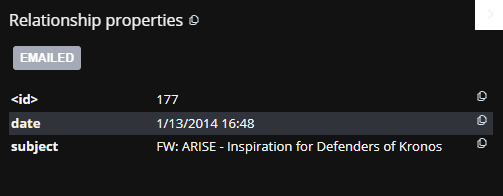 Relationship properties
EMAILED
<id> 177
date 1/13/2014 16:48
subject FW: ARISE - Inspiration for Defenders of Kronos